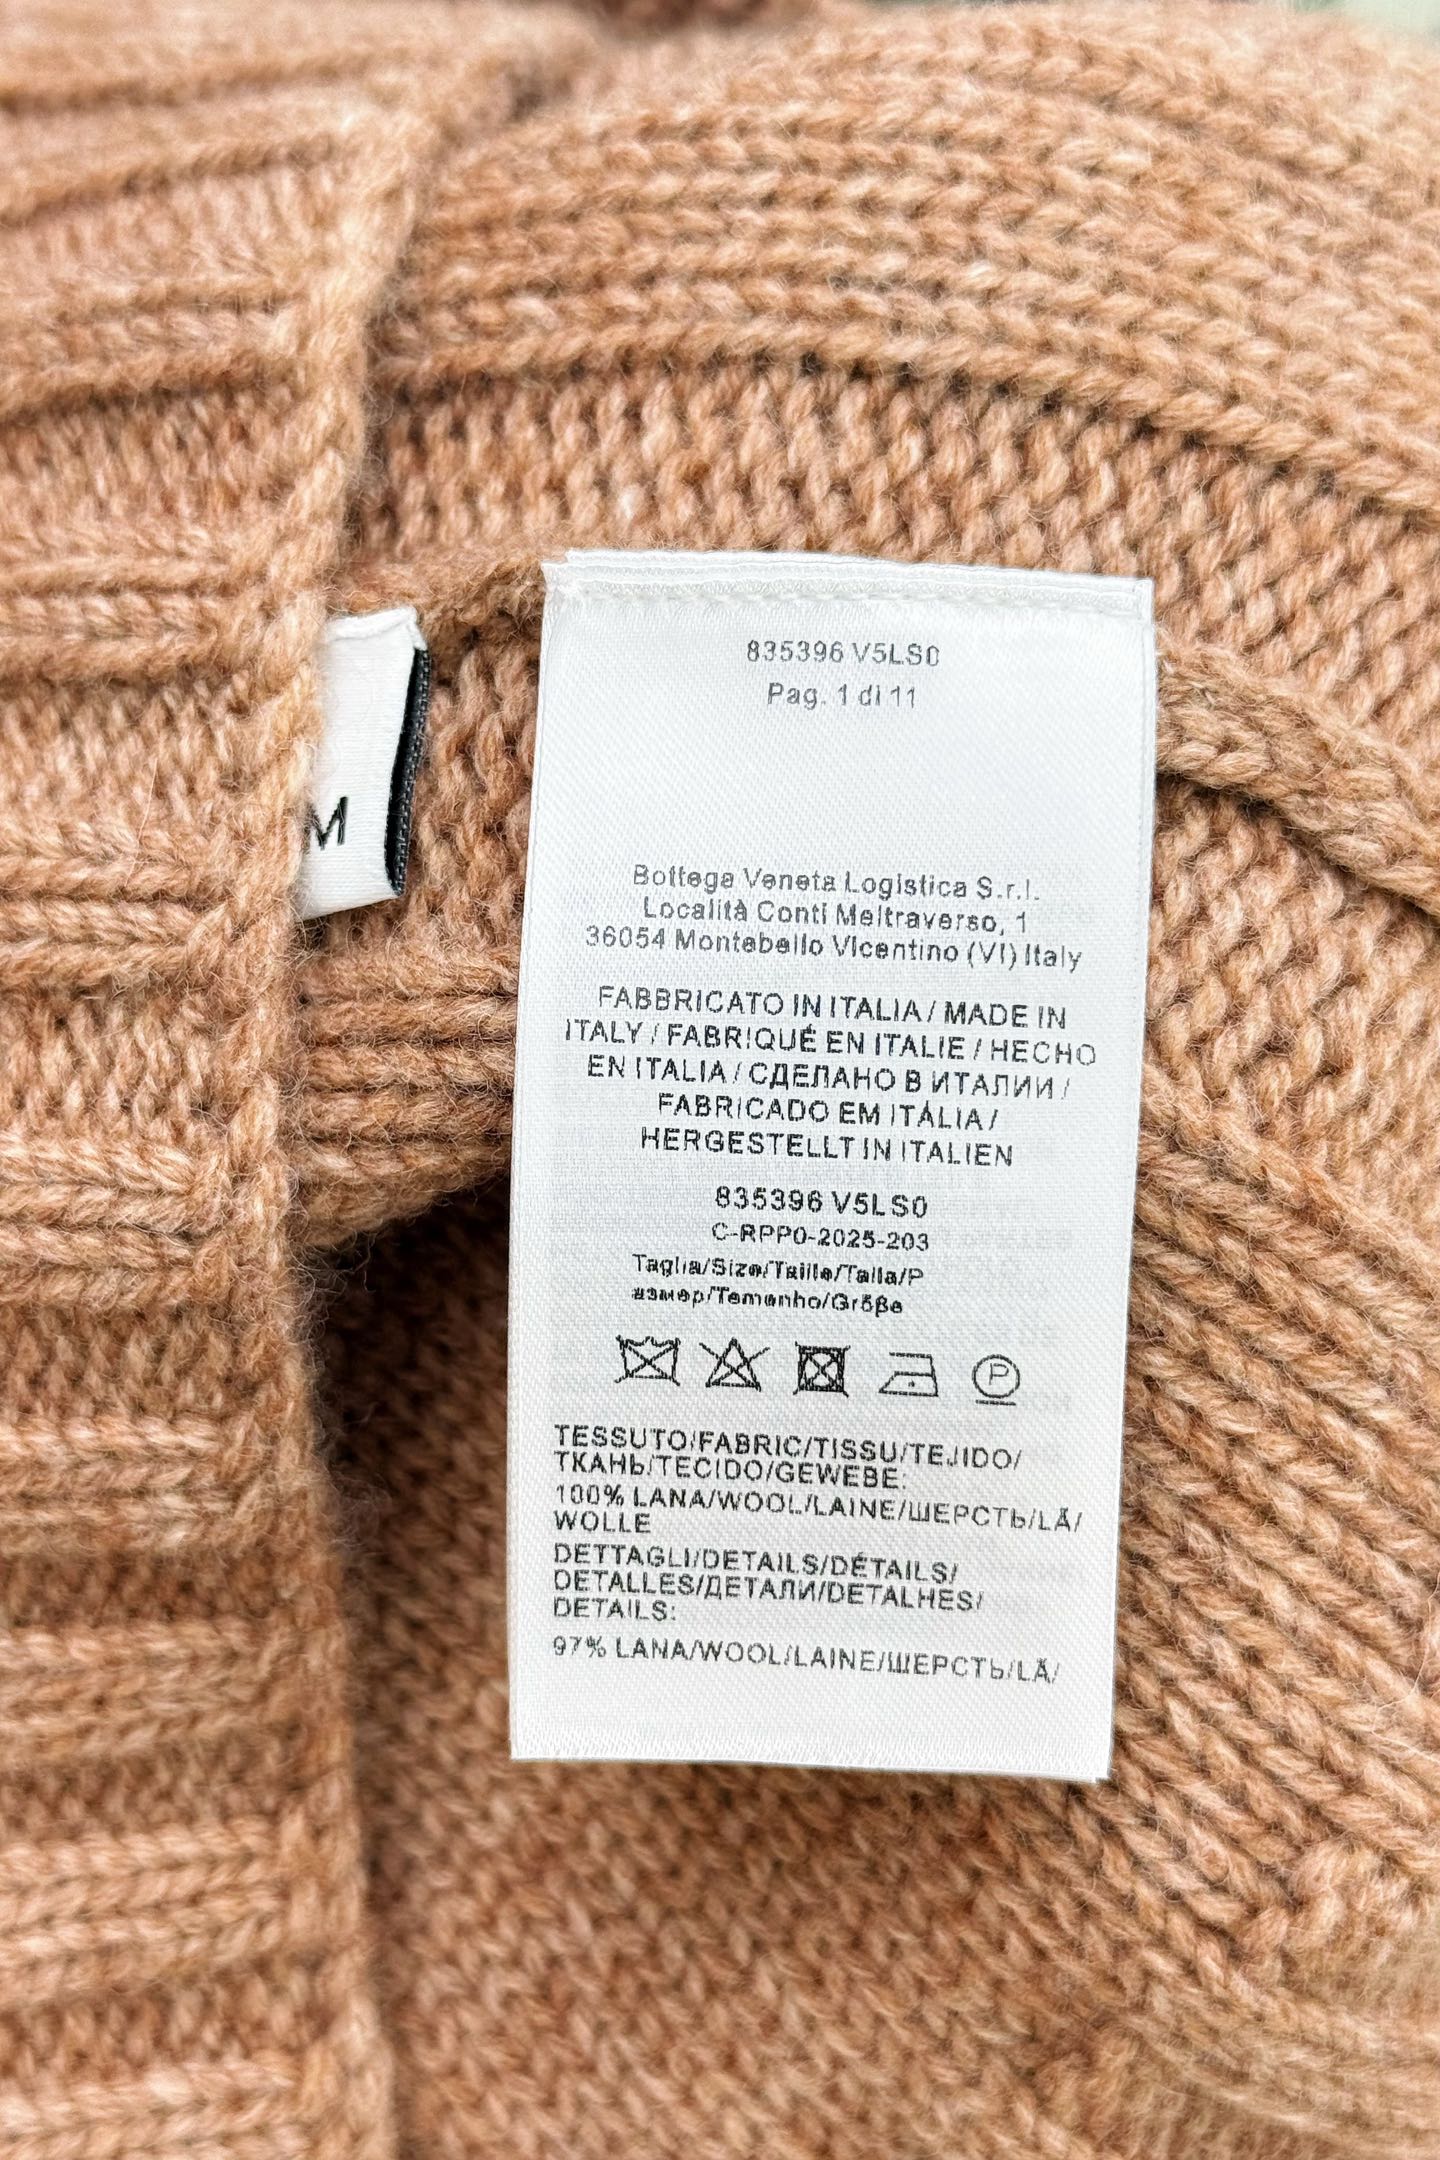 835396 V5LS0
Pag. 1 di 11
M
Bottega Veneta Logistica S.r.l.
Località Conti Meltraverso, 1
36054 Montebello Vicentino (VI) Italy
FABBRICATO IN ITALIA / MADE IN
ITALY / FABRIQUÉ EN ITALIE / HECHO
EN ITALIA / СДЕЛАНО В ИТАЛИИ /
FABRICADO EM ITÁLIA /
HERGESTELLT IN ITALIEN
835396 V5LS0
C-RPP0-2025-203
Taglia/Size/Taille/Talla/Р
азмер/Tamanho/Größe
P
TESSUTO/FABRIC/TISSU/TEJIDO/
ТКАНЬ/TECIDO/GEWEBE:
100% LANA/WOOL/LAINE/ШЕРСТЬ/LÃ/
WOLLE
DETTAGLI/DETAILS/DÉTAILS/
DETALLES/ДЕТАЛИ/DETALHES/
DETAILS:
97% LANA/WOOL/LAINE/ШЕРСТЬ/LÃ/